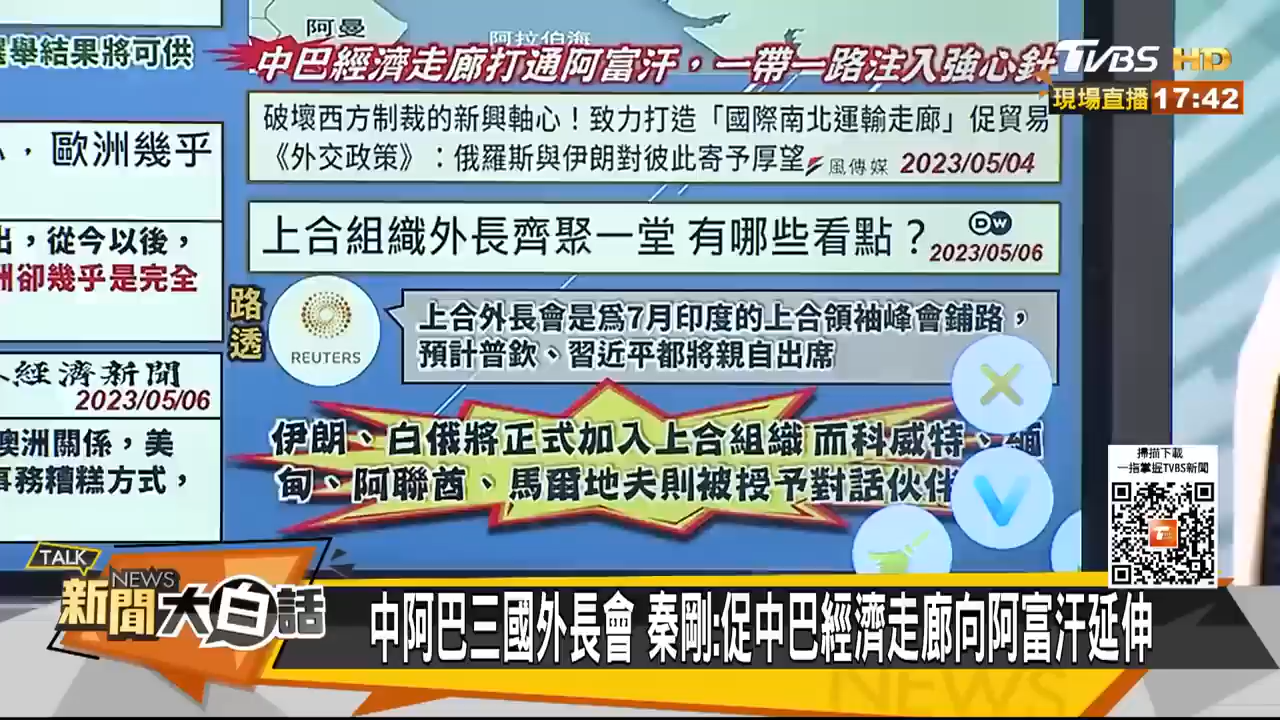 選舉結果將可供
阿曼
阿拉伯海
中巴經濟走廊打通阿富汗，一帶一路注入強心針
TVBS HD
現場直播 17:42
破壞西方制裁的新興軸心！致力打造「國際南北運輸走廊」促貿易
《外交政策》：俄羅斯與伊朗對彼此寄予厚望 風傳媒 2023/05/04
，歐洲幾乎
上合組織外長齊聚一堂 有哪些看點？ DW
2023/05/06
出，從今以後，
洲卻幾乎是完全
路透
REUTERS
上合外長會是為7月印度的上合領袖峰會鋪路，
預計普欽、習近平都將親自出席
經濟新聞
2023/05/06
澳洲關係，美
事務糟糕方式，
伊朗、白俄將正式加入上合組織 而科威特、緬
甸、阿聯酋、馬爾地夫則被授予對話伙伴
掃描下載
一指掌握TVBS新聞
TALK
NEWS
新聞大白話
中阿巴三國外長會 秦剛:促中巴經濟走廊向阿富汗延伸
NEWS